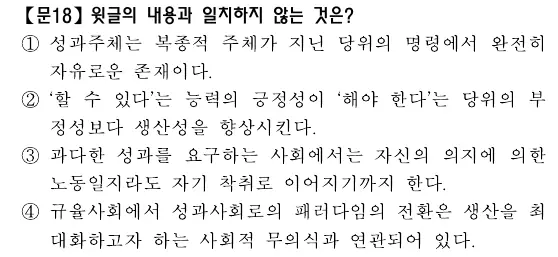 【문18】 윗글의 내용과 일치하지 않는 것은?
① 성과주체는 복종적 주체가 지닌 당위의 명령에서 완전히
자유로운 존재이다.
② ‘할 수 있다’는 능력의 긍정성이 ‘해야 한다’는 당위의 부
정성보다 생산성을 향상시킨다.
③ 과다한 성과를 요구하는 사회에서는 자신의 의지에 의한
노동일지라도 자기 착취로 이어지기까지 한다.
④ 규율사회에서 성과사회로의 패러다임의 전환은 생산을 최
대화하고자 하는 사회적 무의식과 연관되어 있다.